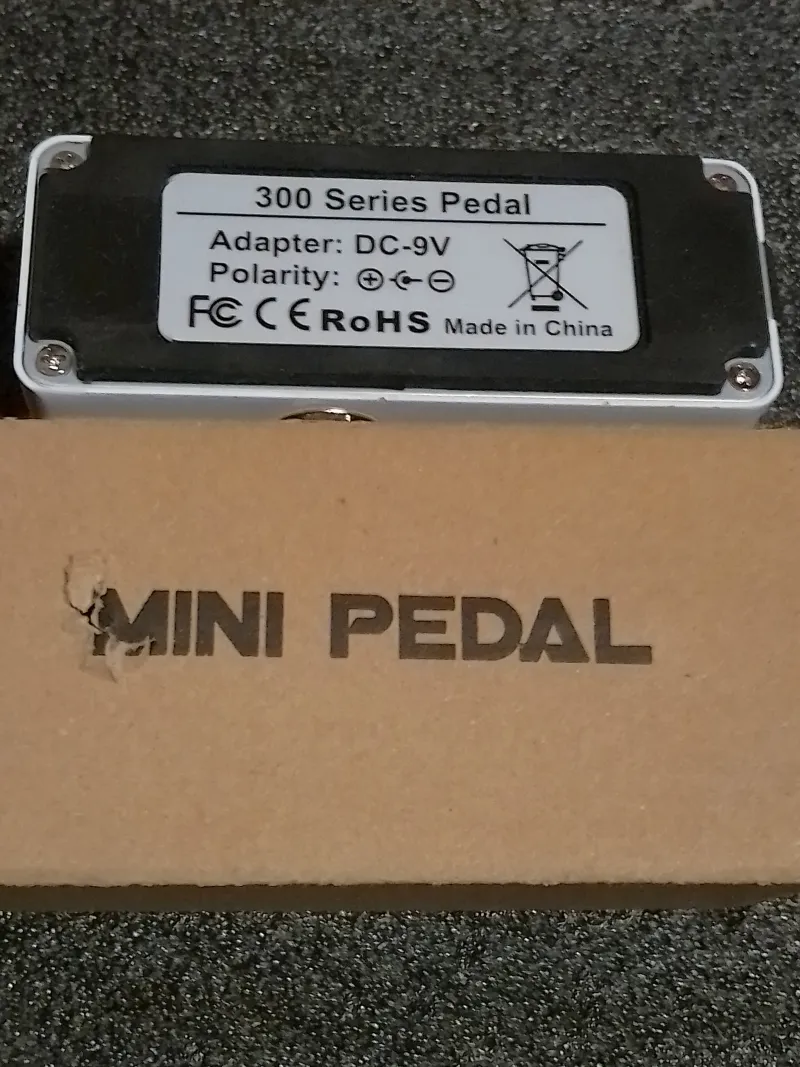 300 Series Pedal
Adapter: DC-9V
Polarity: ⊕-⊖
FC CE RoHS Made in China
MINI PEDAL